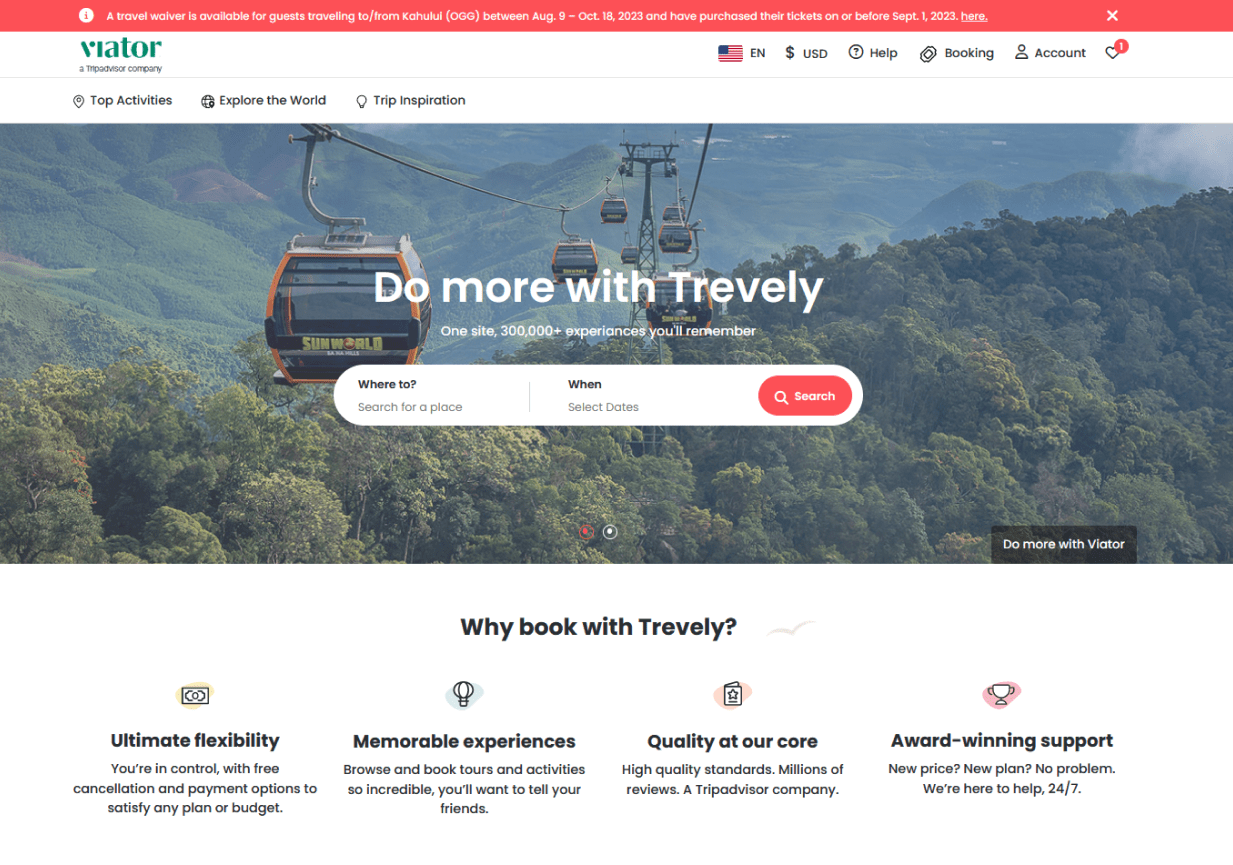 A travel waiver is available for guests traveling to/from Kahului (OGG) between Aug. 9 – Oct. 18, 2023 and have purchased their tickets on or before Sept. 1, 2023. here.
viator
a Tripadvisor company
EN
$ USD
Help
Booking
Account
1
Top Activities
Explore the World
Trip Inspiration
Do more with Trevely
One site, 300,000+ experiances you'll remember
SUNWORLD
BA NA HILLS
SUNWORLD
SUNWORLD
Where to?
Search for a place
When
Select Dates
Search
Do more with Viator
Why book with Trevely?
Ultimate flexibility
You're in control, with free
cancellation and payment options to
satisfy any plan or budget.
Memorable experiences
Browse and book tours and activities
so incredible, you'll want to tell your
friends.
Quality at our core
High quality standards. Millions of
reviews. A Tripadvisor company.
Award-winning support
New price? New plan? No problem.
We're here to help, 24/7.